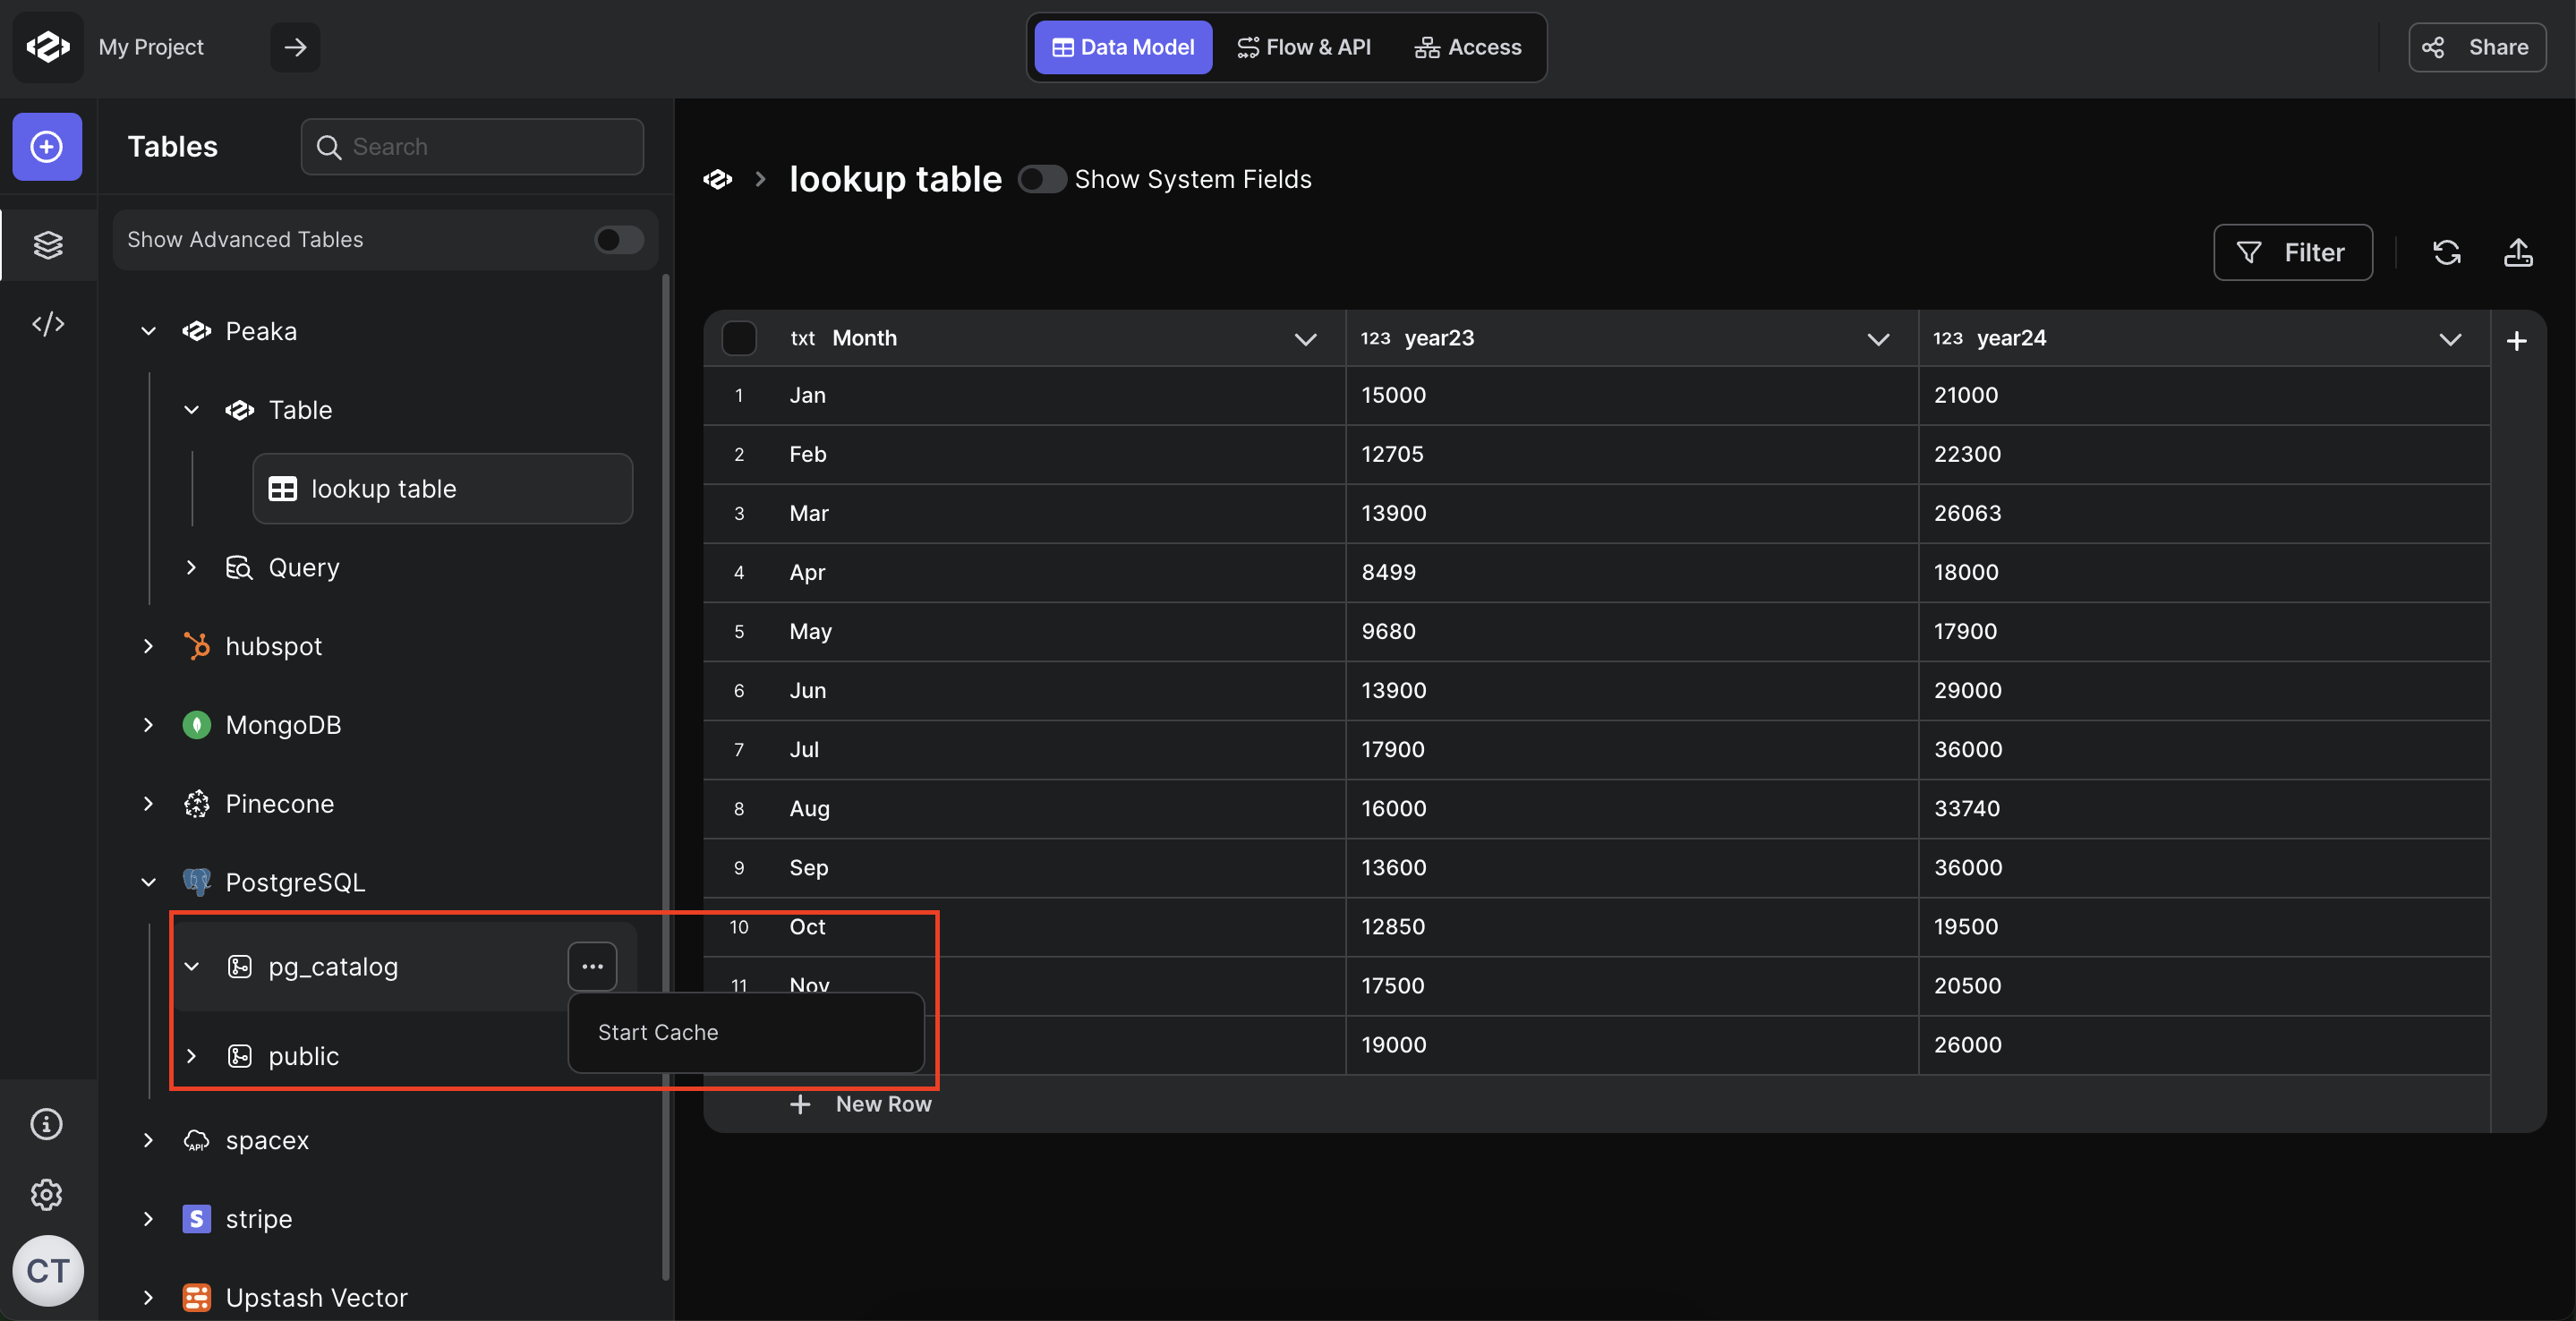 My Project
Data Model
Flow & API
Access
Share
Tables
Search
Show Advanced Tables
Peaka
Table
lookup table
Query
hubspot
MongoDB
Pinecone
PostgreSQL
pg_catalog
public
Start Cache
spacex
API
stripe
S
Upstash Vector
CT
lookup table
Show System Fields
Filter
txt Month 123 year23 123 year24
1 Jan 15000 21000
2 Feb 12705 22300
3 Mar 13900 26063
4 Apr 8499 18000
5 May 9680 17900
6 Jun 13900 29000
7 Jul 17900 36000
8 Aug 16000 33740
9 Sep 13600 36000
10 Oct 12850 19500
11 Nov 17500 20500
19000 26000
New Row